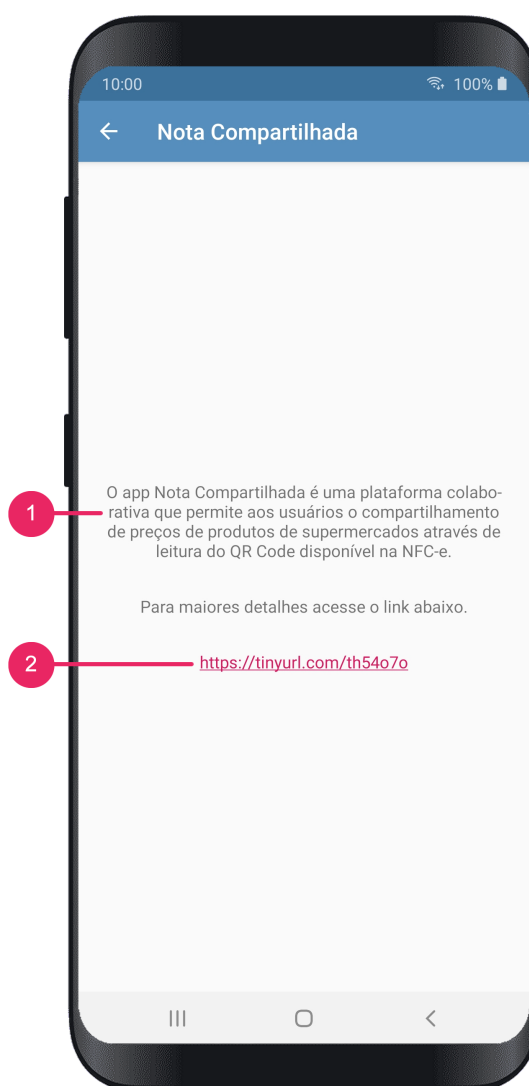 10:00 100%
Nota Compartilhada
O app Nota Compartilhada é uma plataforma colabo-
1
rativa que permite aos usuários o compartilhamento
de preços de produtos de supermercados através de
leitura do QR Code disponível na NFC-e.
Para maiores detalhes acesse o link abaixo.
2
https://tinyurl.com/th54o7o